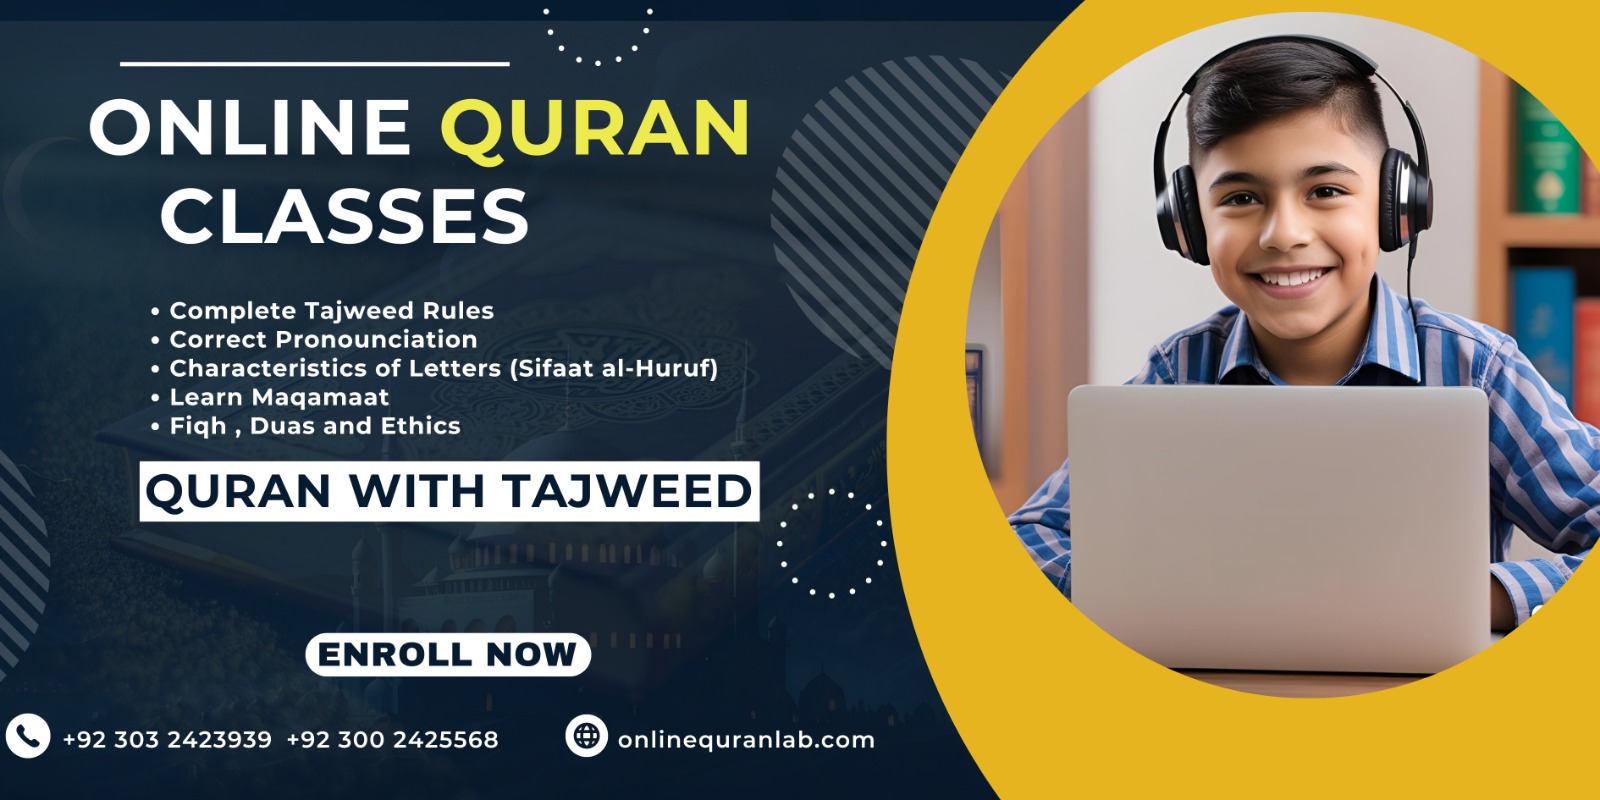 ONLINE QURAN
CLASSES
• Complete Tajweed Rules
• Correct Pronounciation
• Characteristics of Letters (Sifaat al-Huruf)
• Learn Maqamaat
• Fiqh , Duas and Ethics
QURAN WITH TAJWEED
ENROLL NOW
+92 303 2423939 +92 300 2425568
onlinequranlab.com